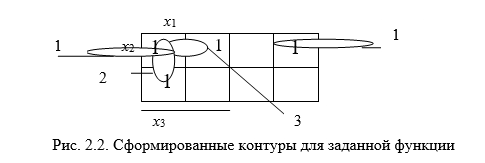 x1
1
1 x2 1 1 1
2 1
x3 3
Рис. 2.2. Сформированные контуры для заданной функции